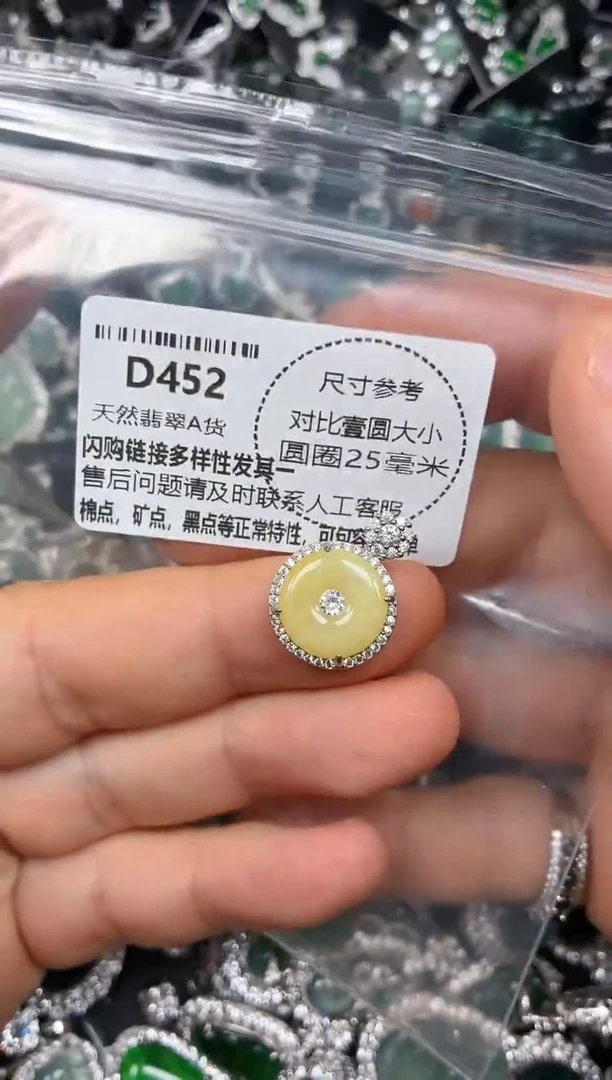 D452
天然翡翠A货
闪购链接多样性发其一
售后问题请及时联系人工客服
棉点，矿点，黑点等正常特性，可包容
尺寸参考
对比壹圆大小
圆圈25毫米